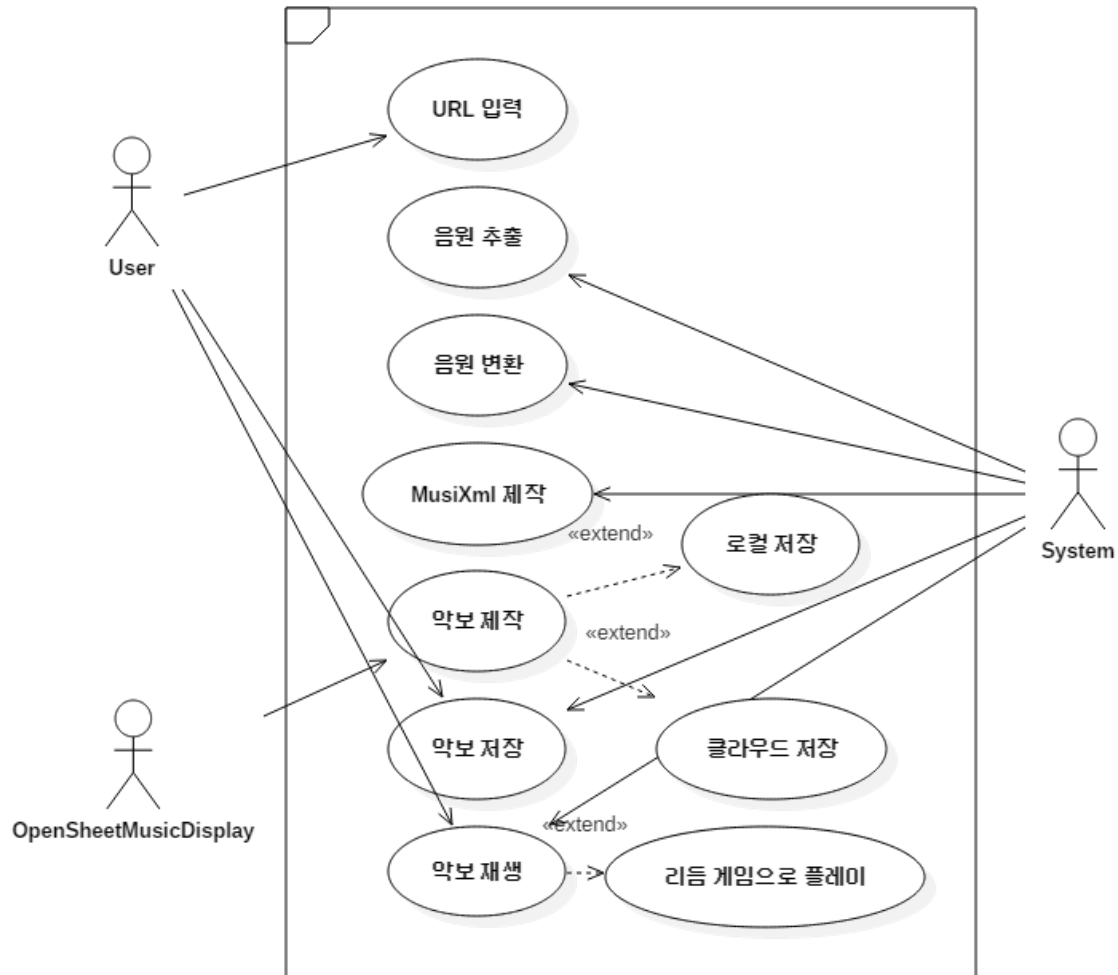 URL 입력
음원 추출
User
음원 변환
MusiXml 제작
«extend»
로컬 저장
System
악보 제작
«extend»
악보 저장
클라우드 저장
OpenSheetMusicDisplay
«extend»
악보 재생
리듬 게임으로 플레이